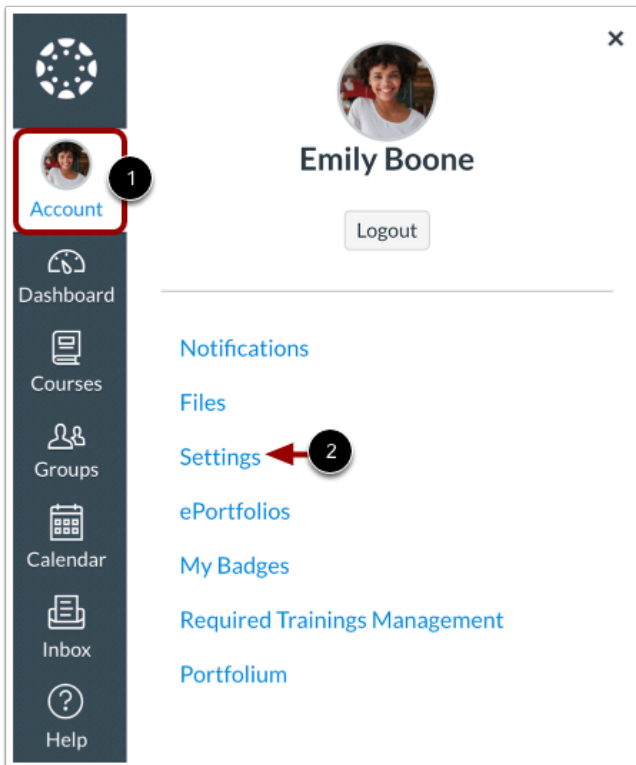 ×
Emily Boone
Logout
1
Account
Dashboard
Courses
Groups
Calendar
Inbox
Help
Notifications
Files
Settings
2
ePortfolios
My Badges
Required Trainings Management
Portfolium